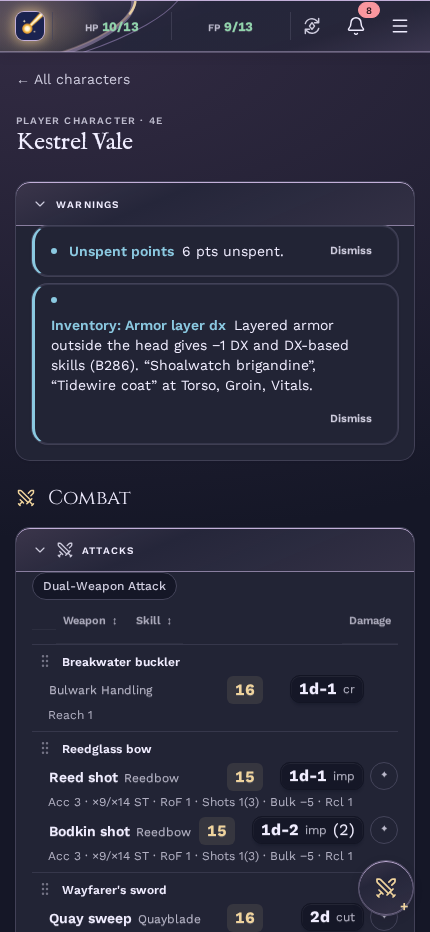 HP 10/13
FP 9/13
8
← All characters
PLAYER CHARACTER · 4E
Kestrel Vale
WARNINGS
Unspent points 6 pts unspent.
Dismiss
Inventory: Armor layer dx Layered armor
outside the head gives −1 DX and DX-based
skills (B286). “Shoalwatch brigandine”,
“Tidewire coat” at Torso, Groin, Vitals.
Dismiss
COMBAT
ATTACKS
Dual-Weapon Attack
Weapon ↕ Skill ↕ Damage
Breakwater buckler
Bulwark Handling 16 1d-1 cr
Reach 1
Reedglass bow
Reed shot Reedbow 15 1d-1 imp
Acc 3 · ×9/×14 ST · RoF 1 · Shots 1(3) · Bulk −5 · Rcl 1
Bodkin shot Reedbow 15 1d-2 imp (2)
Acc 3 · ×9/×14 ST · RoF 1 · Shots 1(3) · Bulk −5 · Rcl 1
Wayfarer's sword
Quay sweep Quayblade 16 2d cut